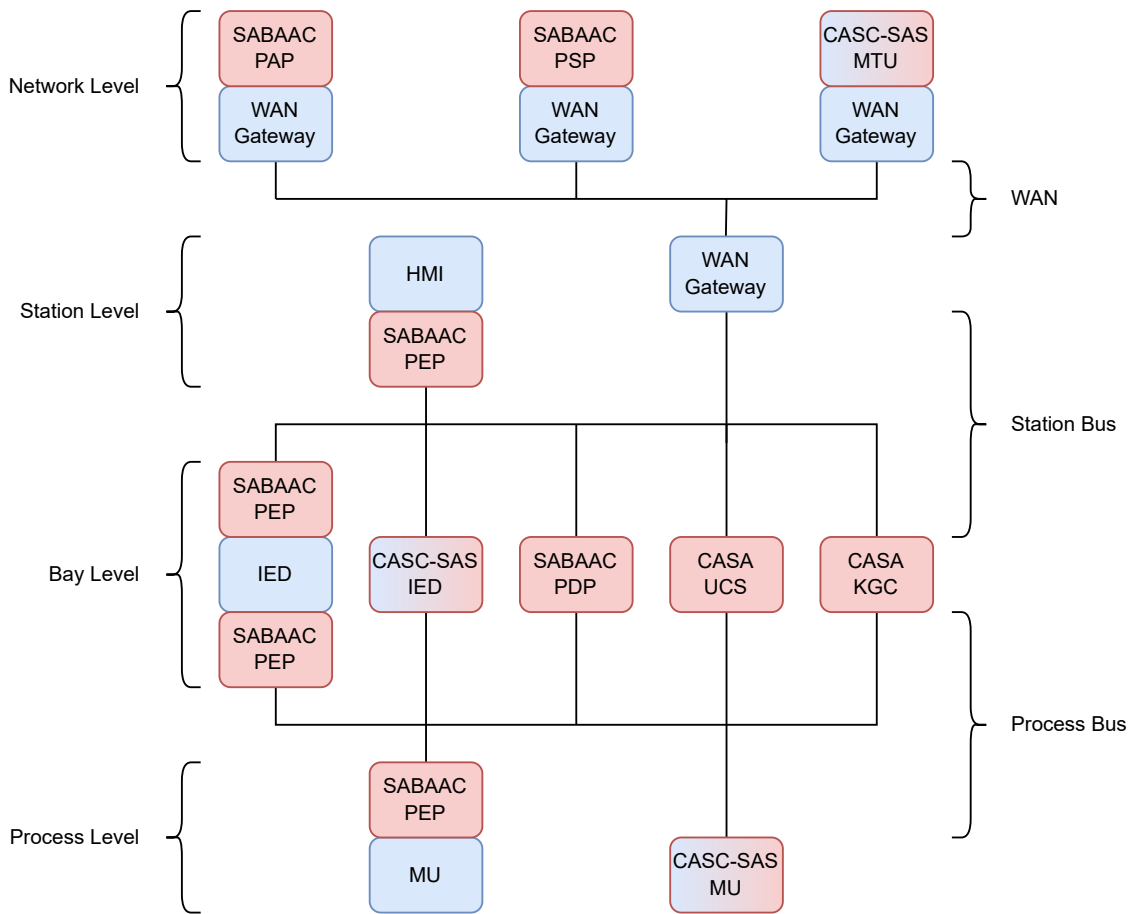 Network Level
SABAAC
PAP
WAN
Gateway
SABAAC
PSP
WAN
Gateway
CASC-SAS
MTU
WAN
Gateway
WAN
Station Level
HMI
SABAAC
PEP
WAN
Gateway
Station Bus
Bay Level
SABAAC
PEP
IED
SABAAC
PEP
CASC-SAS
IED
SABAAC
PDP
CASA
UCS
CASA
KGC
Process Bus
Process Level
SABAAC
PEP
MU
CASC-SAS
MU